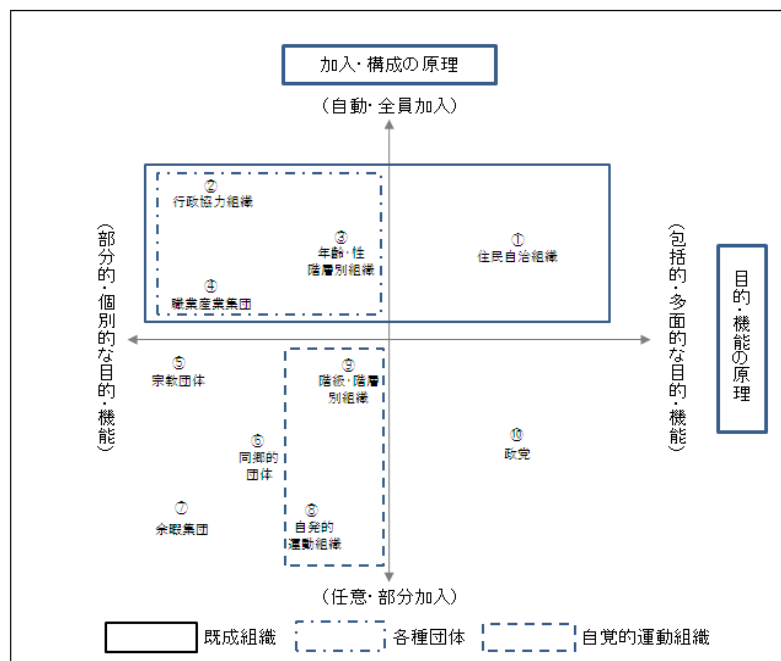 加入・構成の原理
(自動・全員加入)
②
行政協力組織
③
年齢・性
階層別組織
①
住民自治組織
④
職業産業集団
(部分的・個別的な目的・機能)
(包括的・多面的な目的・機能)
目的・機能の原理
⑤
宗教団体
⑨
階級・階層
別組織
⑥
同郷的
団体
⑩
政党
⑦
余暇集団
⑧
自発的
運動組織
(任意・部分加入)
既成組織
各種団体
自覚的運動組織